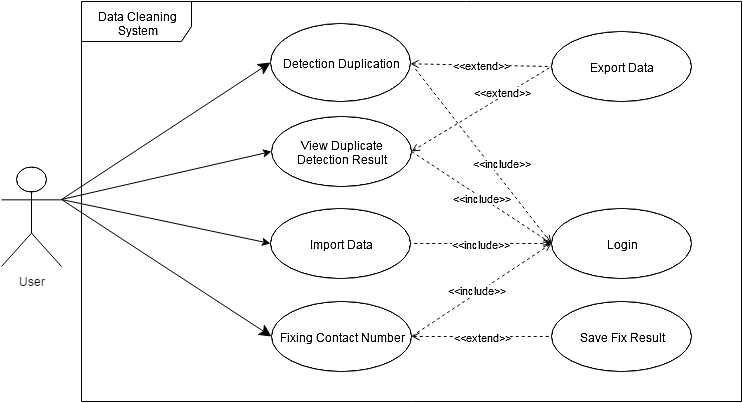 Data Cleaning
System
Detection Duplication
<<extend>>
Export Data
<<extend>>
View Duplicate
Detection Result
<<include>>
<<include>>
User
Import Data
<<include>>
Login
<<include>>
Fixing Contact Number
<<extend>>
Save Fix Result